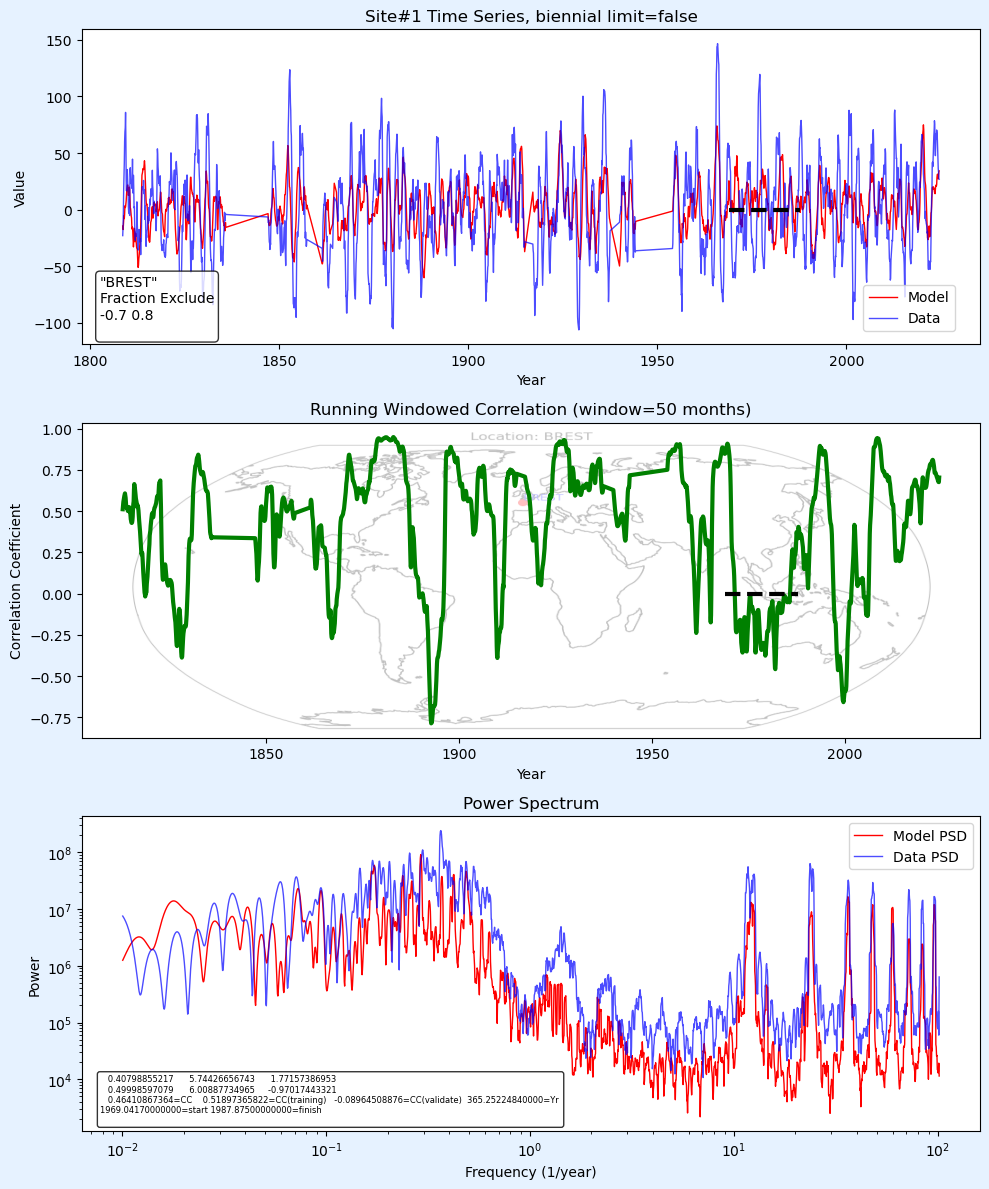 Site#1 Time Series, biennial limit=false
150
100
50
0
−50
−100
Value
"BREST"
Fraction Exclude
-0.7 0.8
Model
Data
1800
1850
1900
1950
2000
Year
Running Windowed Correlation (window=50 months)
Location: BREST
1.00
0.75
0.50
0.25
0.00
−0.25
−0.50
−0.75
Correlation Coefficient
1850
1900
1950
2000
Year
Power Spectrum
Model PSD
Data PSD
10^8
10^7
10^6
10^5
10^4
Power
0.40798855217 5.74426656743 1.77157386953
0.49998597079 6.00887734965 -0.97017443321
0.46410867364=CC 0.51897365822=CC(training) -0.08964508876=CC(validate) 365.25224840000=Yr
1969.04170000000=start 1987.87500000000=finish
10^−2
10^−1
10^0
10^1
10^2
Frequency (1/year)